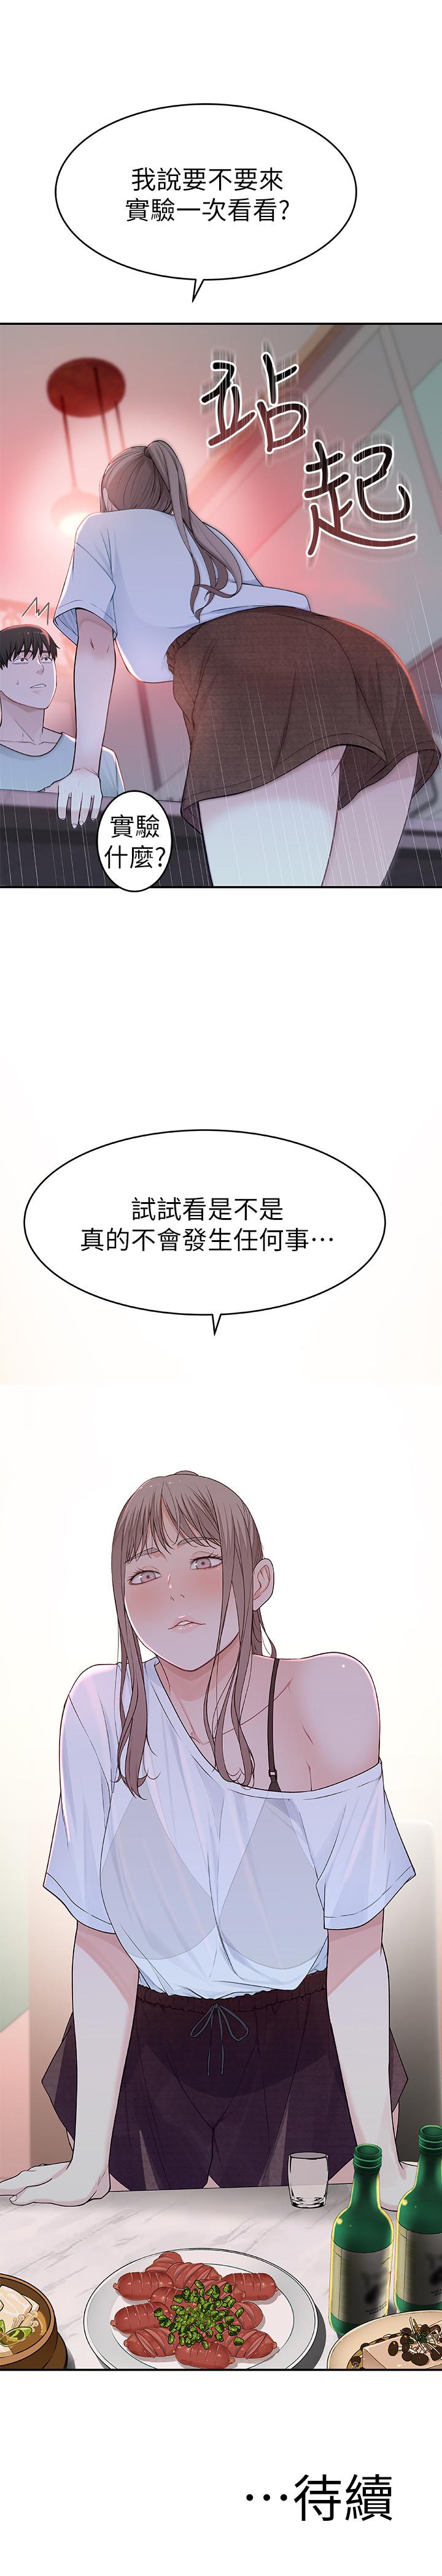 我說要不要來
實驗一次看看?
站起
實驗
什麼?
試試看是不是
真的不會發生任何事…
…待續